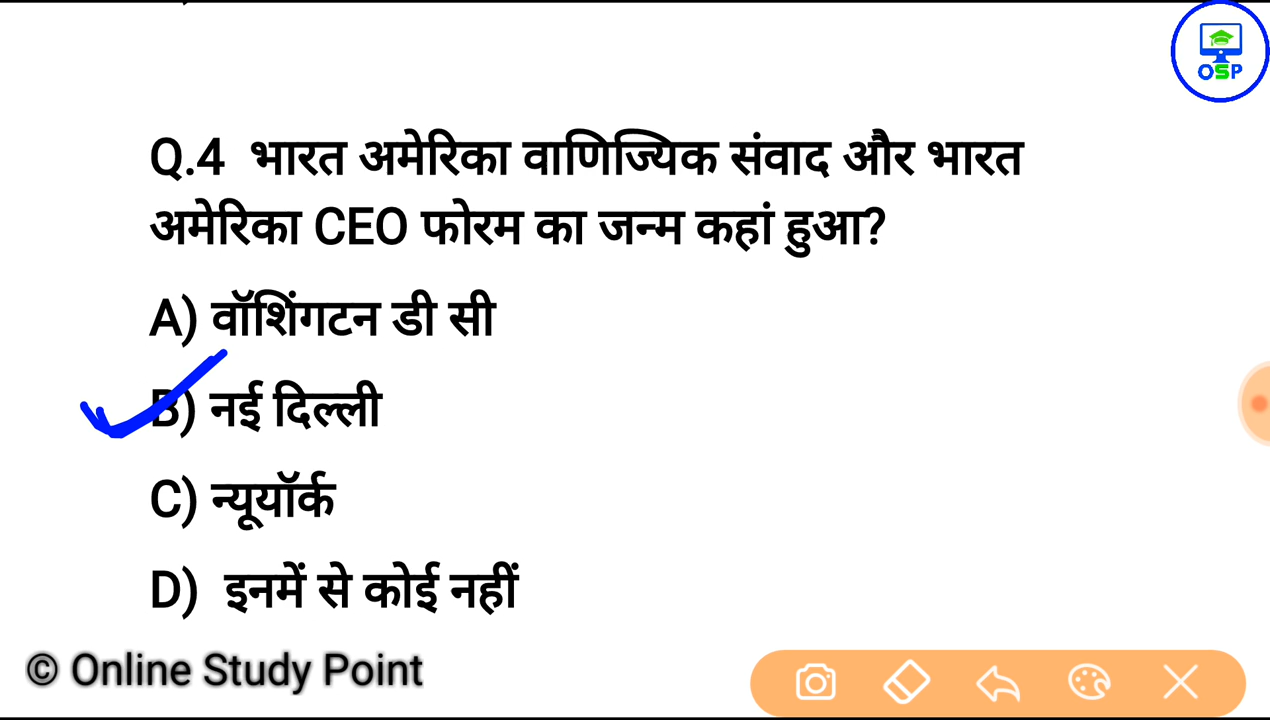 OSP
Q.4 भारत अमेरिका वाणिज्यिक संवाद और भारत
अमेरिका CEO फोरम का जन्म कहां हुआ?
A) वॉशिंगटन डी सी
B) नई दिल्ली
C) न्यूयॉर्क
D) इनमें से कोई नहीं
© Online Study Point